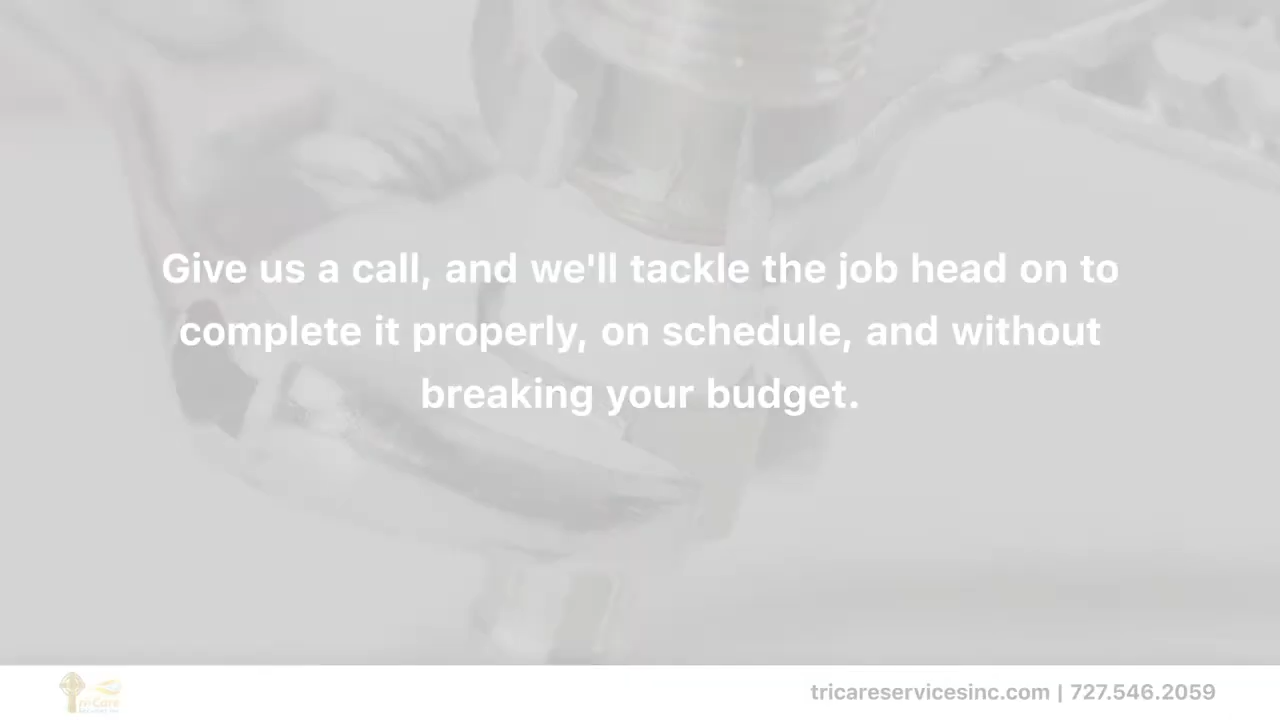 Give us a call, and we'll tackle the job head on to
complete it properly, on schedule, and without
breaking your budget.
tricareservicesinc.com | 727.546.2059